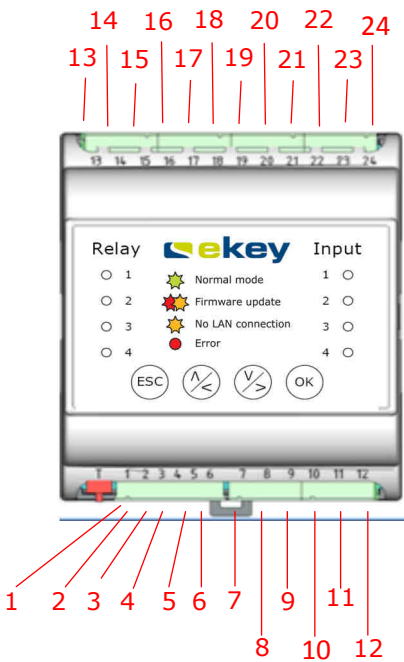 14 16 18 20 22 24
13 15 17 19 21 23
13 14 15 16 17 18 19 20 21 22 23 24
Relay ekey Input
1 Normal mode 1
2 Firmware update 2
3 No LAN connection 3
4 Error 4
ESC ^/< V/> OK
T 1 2 3 4 5 6 7 8 9 10 11 12
1 2 3 4 5 6 7 8 9 10 11 12